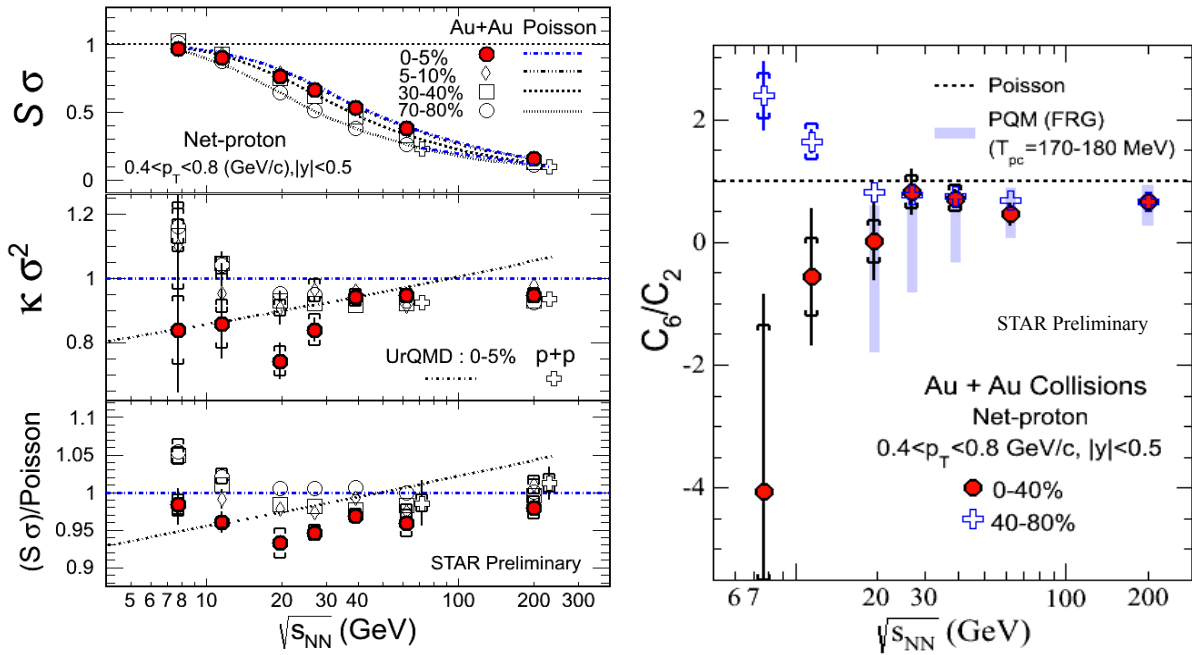 S σ
1
0.5
0
Au+Au Poisson
0-5%
5-10%
30-40%
70-80%
Net-proton
0.4<p_T<0.8 (GeV/c),|y|<0.5
κ σ²
1.2
1
0.8
UrQMD : 0-5% p+p
(S σ)/Poisson
1.1
1.05
1
0.95
0.9
STAR Preliminary
5 6 7 8 10 20 30 40 100 200 300
√s_NN (GeV)
C_6/C_2
2
0
-2
-4
Poisson
PQM (FRG)
(T_pc=170-180 MeV)
STAR Preliminary
Au + Au Collisions
Net-proton
0.4<p_T<0.8 GeV/c, |y|<0.5
0-40%
40-80%
6 7 10 20 30 100 200
√s_NN (GeV)